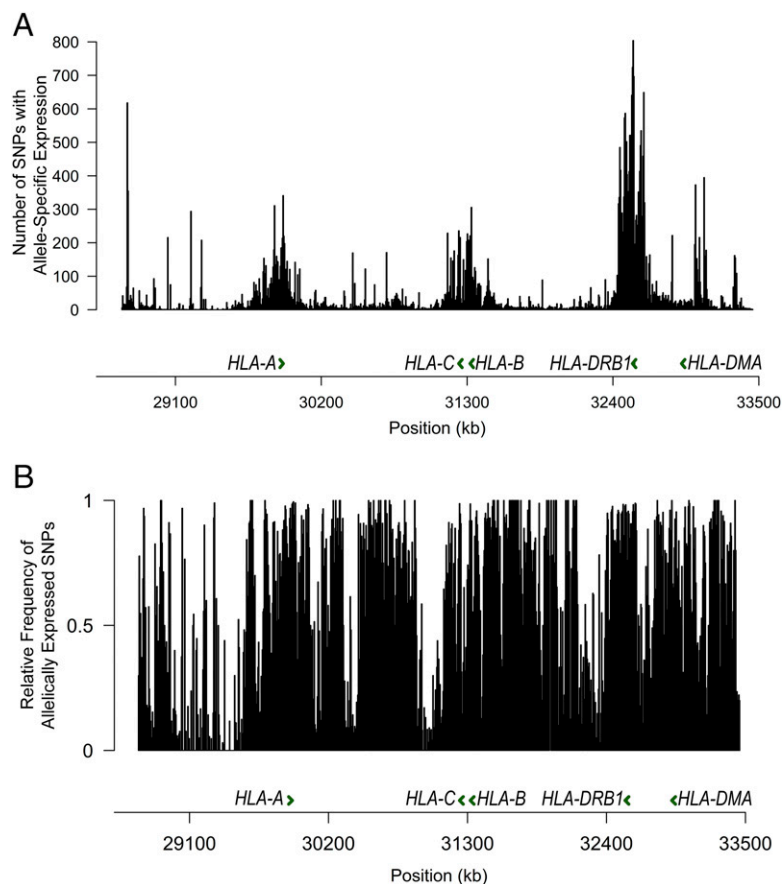 A
Number of SNPs with
Allele-Specific Expression
800
700
600
500
400
300
200
100
0
HLA-A HLA-C HLA-B HLA-DRB1 HLA-DMA
29100 30200 31300 32400 33500
Position (kb)
B
Relative Frequency of
Allelically Expressed SNPs
1
0.5
0
HLA-A HLA-C HLA-B HLA-DRB1 HLA-DMA
29100 30200 31300 32400 33500
Position (kb)